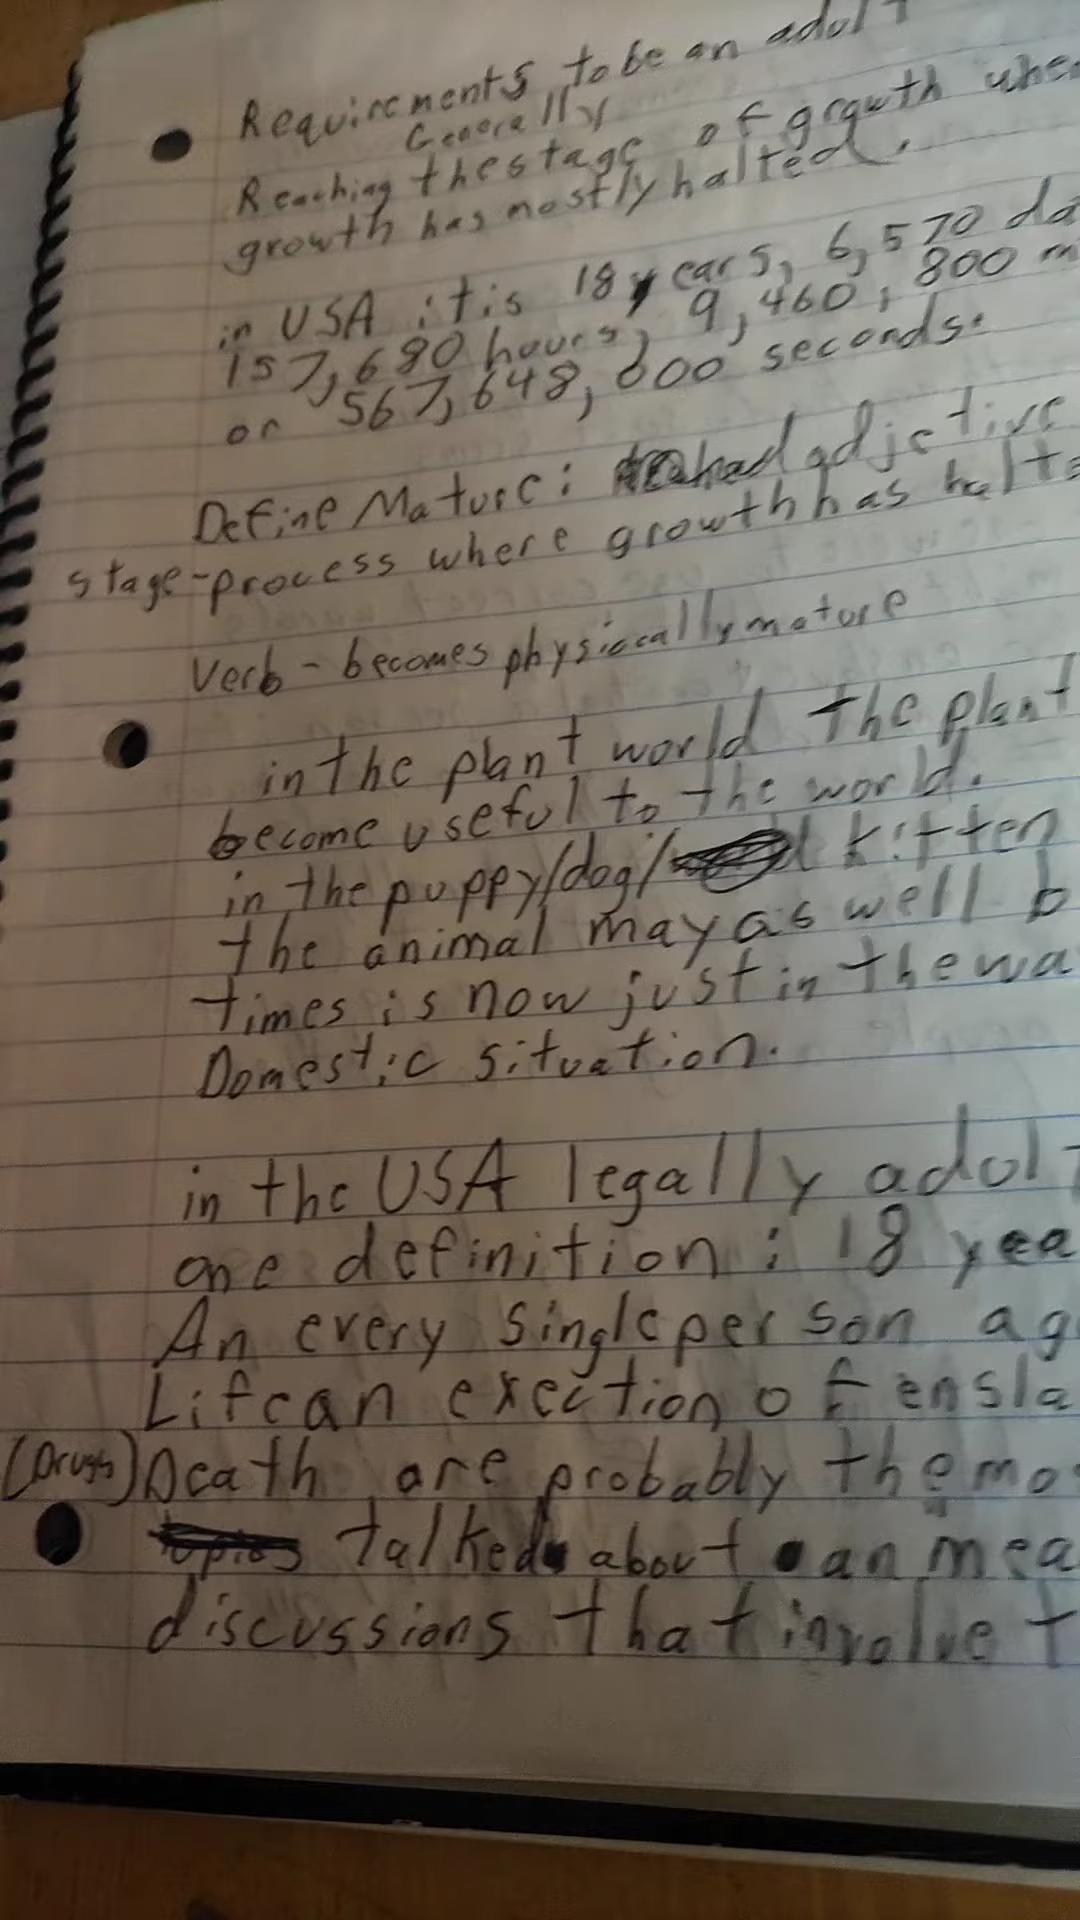 Requirements to be an adult
Generally
Reaching the stage of growth when
growth has mostly halted.
in USA it is 18 years, 6,570 da
157,680 hours, 9,460,800 m
or 567,648,000 seconds.
Define Mature: had adjective
stage-process where growth has halte
Verb - becomes physically mature
in the plant world the plant
become useful to the world.
in the puppy/dog/ kitten
the animal may as well b
times is now just in the wa
Domestic situation.
in the USA legally adult
one definition: 18 yea
An every single person ag
Lif can exection of ensla
(Drugs) Death are probably the mo
topics talked about an mea
discussions that involve t